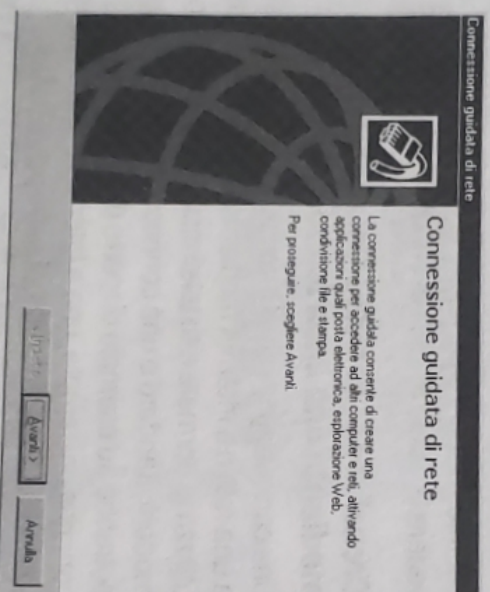 Connessione guidata di rete
Connessione guidata di rete
La connessione guidata consente di creare una
connessione per accedere ad altri computer e reti, attivando
applicazioni quali posta elettronica, esplorazione Web,
condivisione file e stampa.
Per proseguire, scegliere Avanti.
Avanti >
Annulla